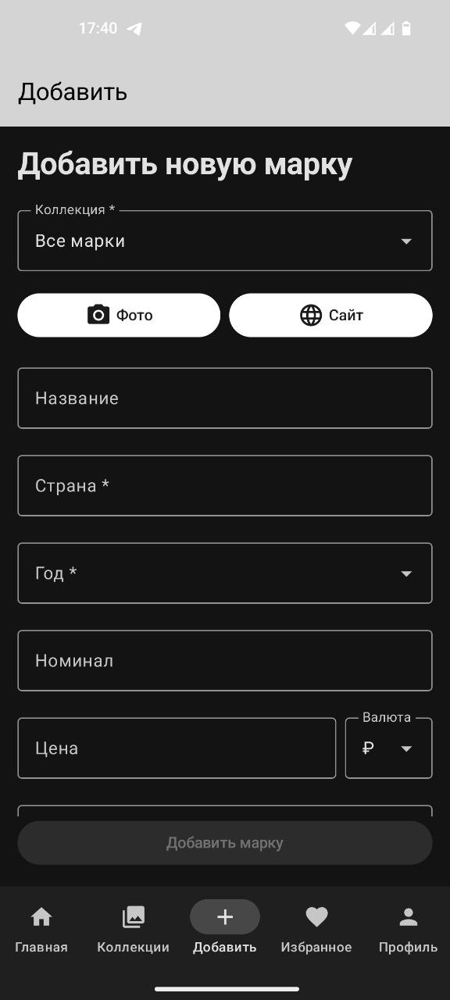 17:40
Добавить
Добавить новую марку
Коллекция *
Все марки
Фото
Сайт
Название
Страна *
Год *
Номинал
Валюта
Цена
₽
Добавить марку
Главная
Коллекции
Добавить
Избранное
Профиль